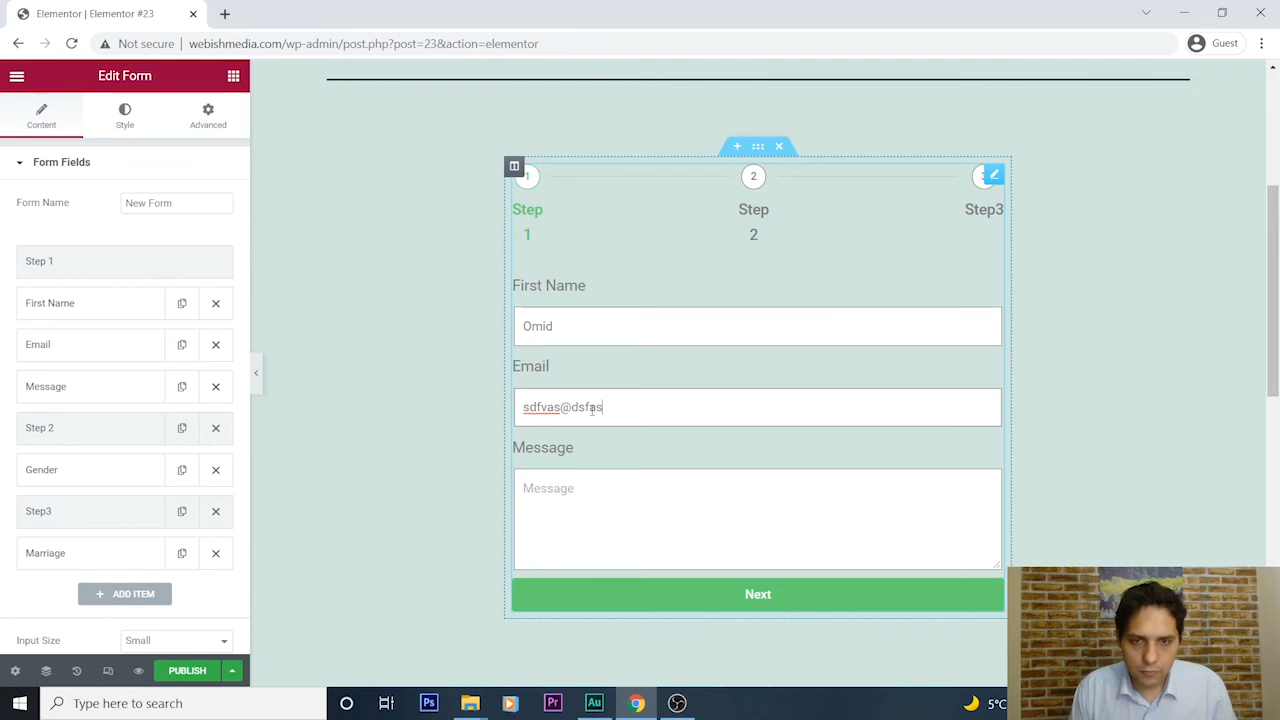 Elementor | Elementor #23
Not secure
webishmedia.com/wp-admin/post.php?post=23&action=elementor
Guest
Edit Form
Content
Style
Advanced
Form Fields
Form Name
New Form
Step 1
First Name
Email
Message
Step 2
Gender
Step3
Marriage
+ ADD ITEM
Input Size
Small
PUBLISH
1
2
Step
1
Step
2
Step3
First Name
Omid
Email
sdfvas@dsfas
Message
Message
Next
Type here to search
Ps
Pr
Au
5°C